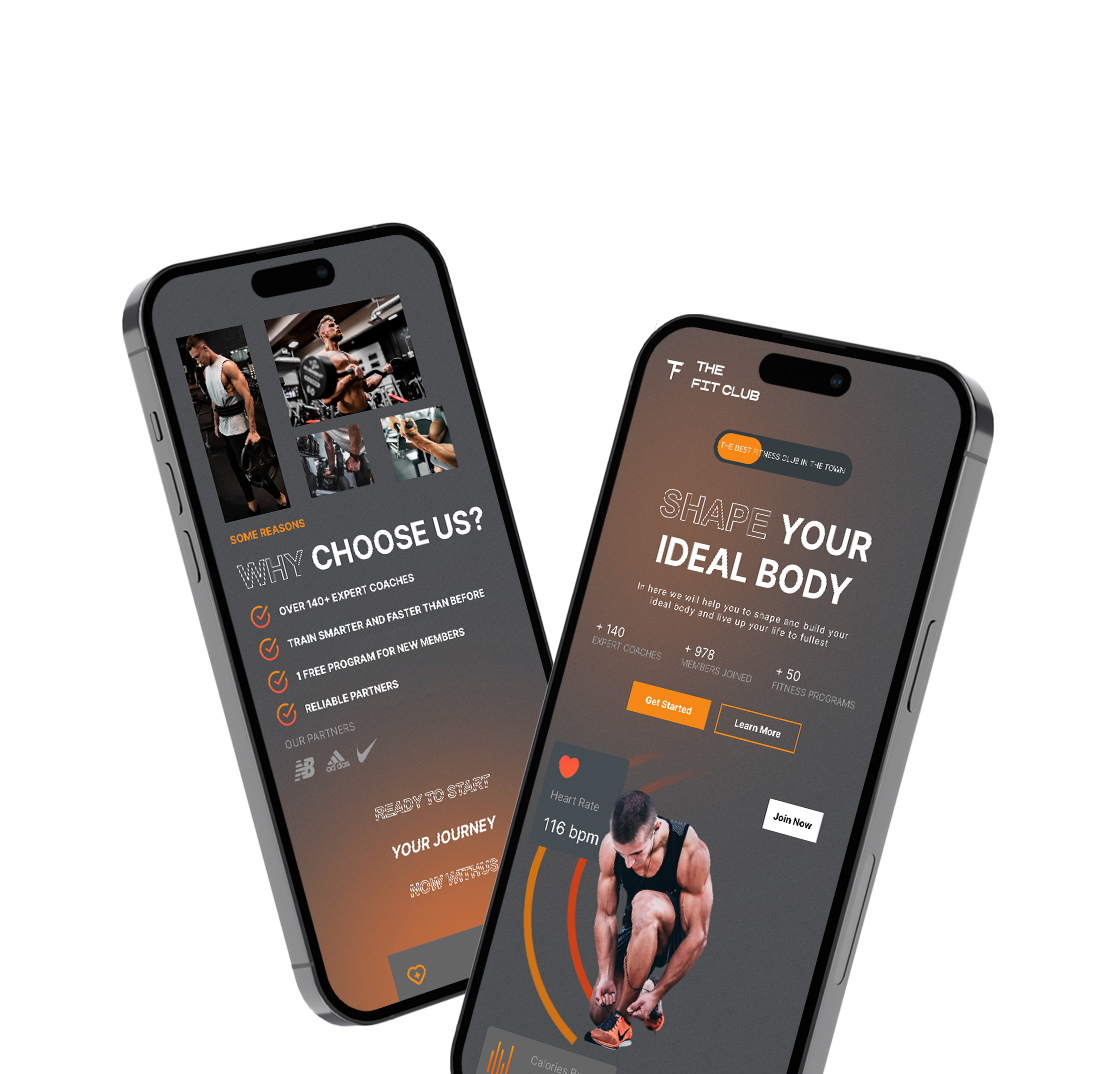 SOME REASONS
WHY CHOOSE US?
OVER 140+ EXPERT COACHES
TRAIN SMARTER AND FASTER THAN BEFORE
1 FREE PROGRAM FOR NEW MEMBERS
RELIABLE PARTNERS
OUR PARTNERS
adidas
READY TO START
YOUR JOURNEY
NOW WITHUS
THE
FIT CLUB
THE BEST FITNESS CLUB IN THE TOWN
SHAPE YOUR
IDEAL BODY
In here we will help you to shape and build your
ideal body and live up your life to fullest
+ 140
EXPERT COACHES
+ 978
MEMBERS JOINED
+ 50
FITNESS PROGRAMS
Get Started
Learn More
Heart Rate
116 bpm
Join Now
Calories